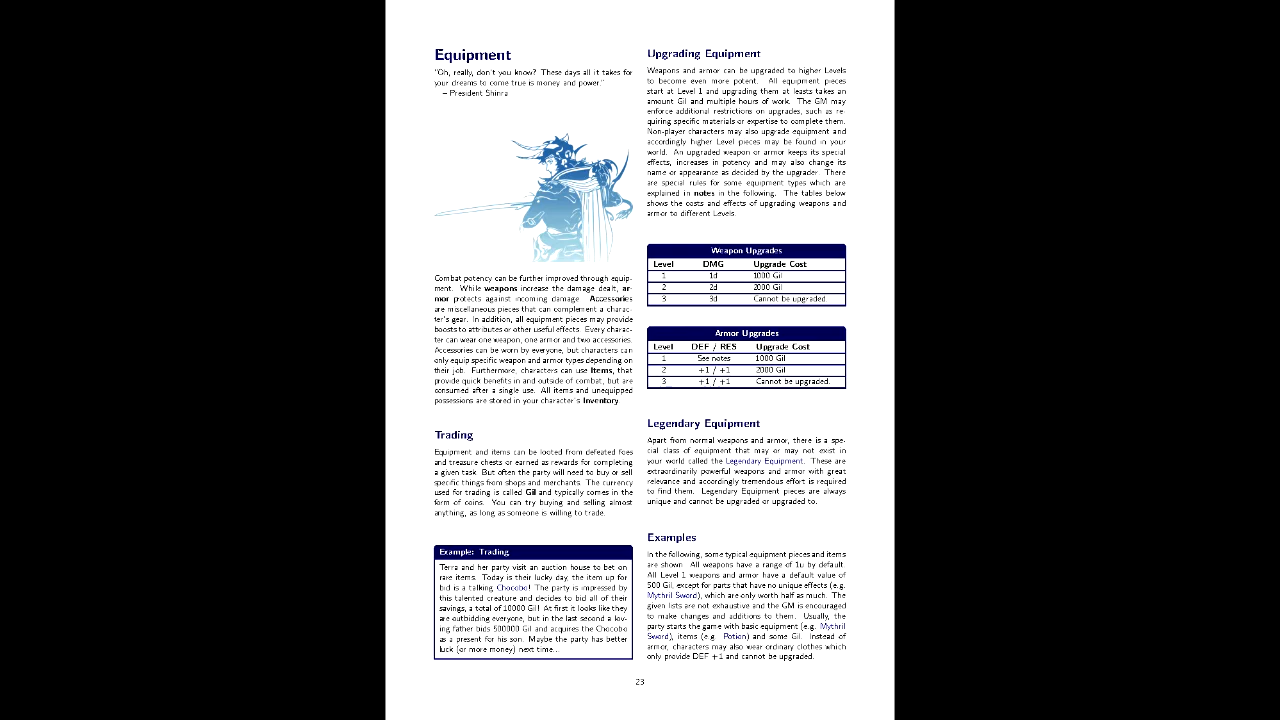 Equipment
"Oh, really, don't you know? These days all it takes for
your dreams to come true is money and power."
– President Shinra
Combat potency can be further improved through equip-
ment. While weapons increase the damage dealt, ar-
mor protects against incoming damage. Accessories
are miscellaneous pieces that can complement a charac-
ter's gear. In addition, all equipment pieces may provide
boosts to attributes or other useful effects. Every charac-
ter can wear one weapon, one armor and two accessories.
Accessories can be worn by everyone, but characters can
only equip specific weapon and armor types depending on
their job. Furthermore, characters can use Items, that
provide quick benefits in and outside of combat, but are
consumed after a single use. All items and unequipped
possessions are stored in your character's Inventory.
Trading
Equipment and items can be looted from defeated foes
and treasure chests or earned as rewards for completing
a given task. But often the party will need to buy or sell
specific things from shops and merchants. The currency
used for trading is called Gil and typically comes in the
form of coins. You can try buying and selling almost
anything, as long as someone is willing to trade.
Example: Trading
Terra and her party visit an auction house to bet on
rare items. Today is their lucky day, the item up for
bid is a talking Chocobo! The party is impressed by
this talented creature and decides to bid all of their
savings, a total of 10000 Gil! At first it looks like they
are outbidding everyone, but in the last second a lov-
ing father bids 500000 Gil and acquires the Chocobo
as a present for his son. Maybe the party has better
luck (or more money) next time...
Upgrading Equipment
Weapons and armor can be upgraded to higher Levels
to become even more potent. All equipment pieces
start at Level 1 and upgrading them at leasts takes an
amount Gil and multiple hours of work. The GM may
enforce additional restrictions on upgrades, such as re-
quiring specific materials or expertise to complete them.
Non-player characters may also upgrade equipment and
accordingly higher Level pieces may be found in your
world. An upgraded weapon or armor keeps its special
effects, increases in potency and may also change its
name or appearance as decided by the upgrader. There
are special rules for some equipment types which are
explained in notes in the following. The tables below
shows the costs and effects of upgrading weapons and
armor to different Levels.
Weapon Upgrades
Level DMG Upgrade Cost
1 1d 1000 Gil
2 2d 2000 Gil
3 3d Cannot be upgraded
Armor Upgrades
Level DEF / RES Upgrade Cost
1 See notes 1000 Gil
2 +1 / +1 2000 Gil
3 +1 / +1 Cannot be upgraded.
Legendary Equipment
Apart from normal weapons and armor, there is a spe-
cial class of equipment that may or may not exist in
your world called the Legendary Equipment. These are
extraordinarily powerful weapons and armor with great
relevance and accordingly tremendous effort is required
to find them. Legendary Equipment pieces are always
unique and cannot be upgraded or upgraded to.
Examples
In the following, some typical equipment pieces and items
are shown. All weapons have a range of 1u by default.
All Level 1 weapons and armor have a default value of
500 Gil, except for parts that have no unique effects (e.g.
Mythril Sword), which are only worth half as much. The
given lists are not exhaustive and the GM is encouraged
to make changes and additions to them. Usually, the
party starts the game with basic equipment (e.g. Mythril
Sword), items (e.g. Potion) and some Gil. Instead of
armor, characters may also wear ordinary clothes which
only provide DEF +1 and cannot be upgraded.
23